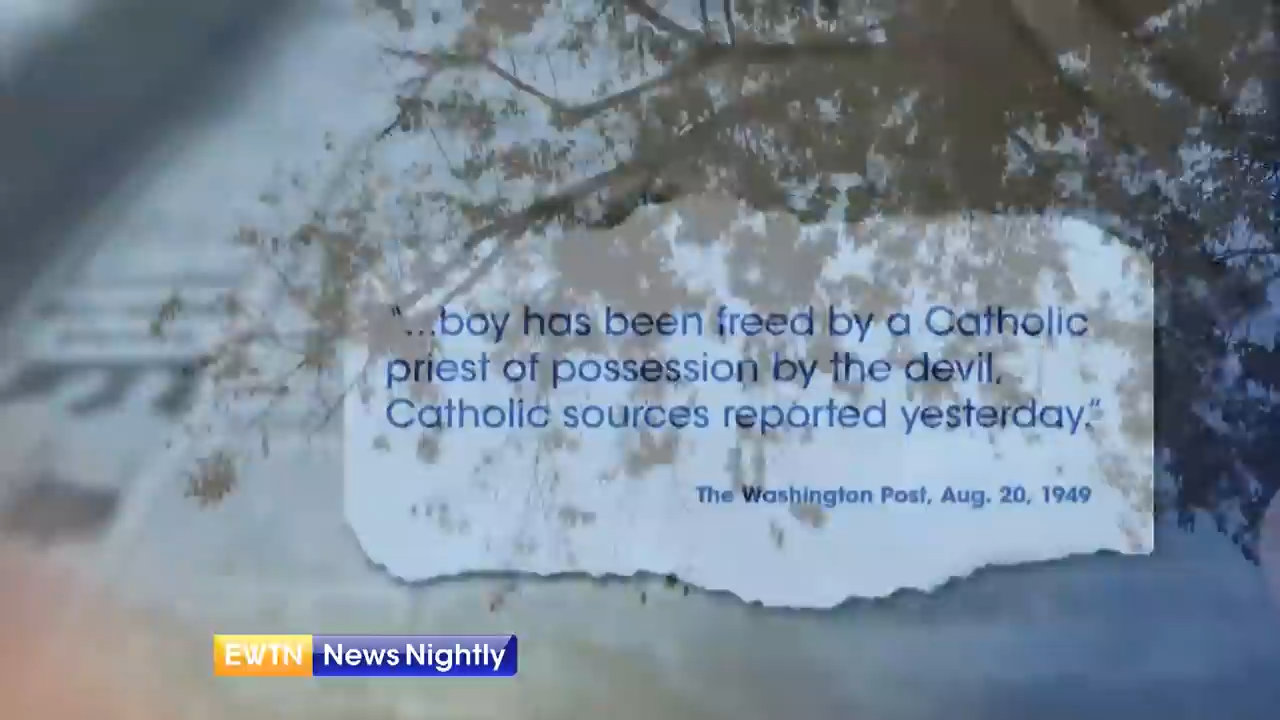 "...boy has been freed by a Catholic
priest of possession by the devil,
Catholic sources reported yesterday."
The Washington Post, Aug. 20, 1949
EWTN News Nightly